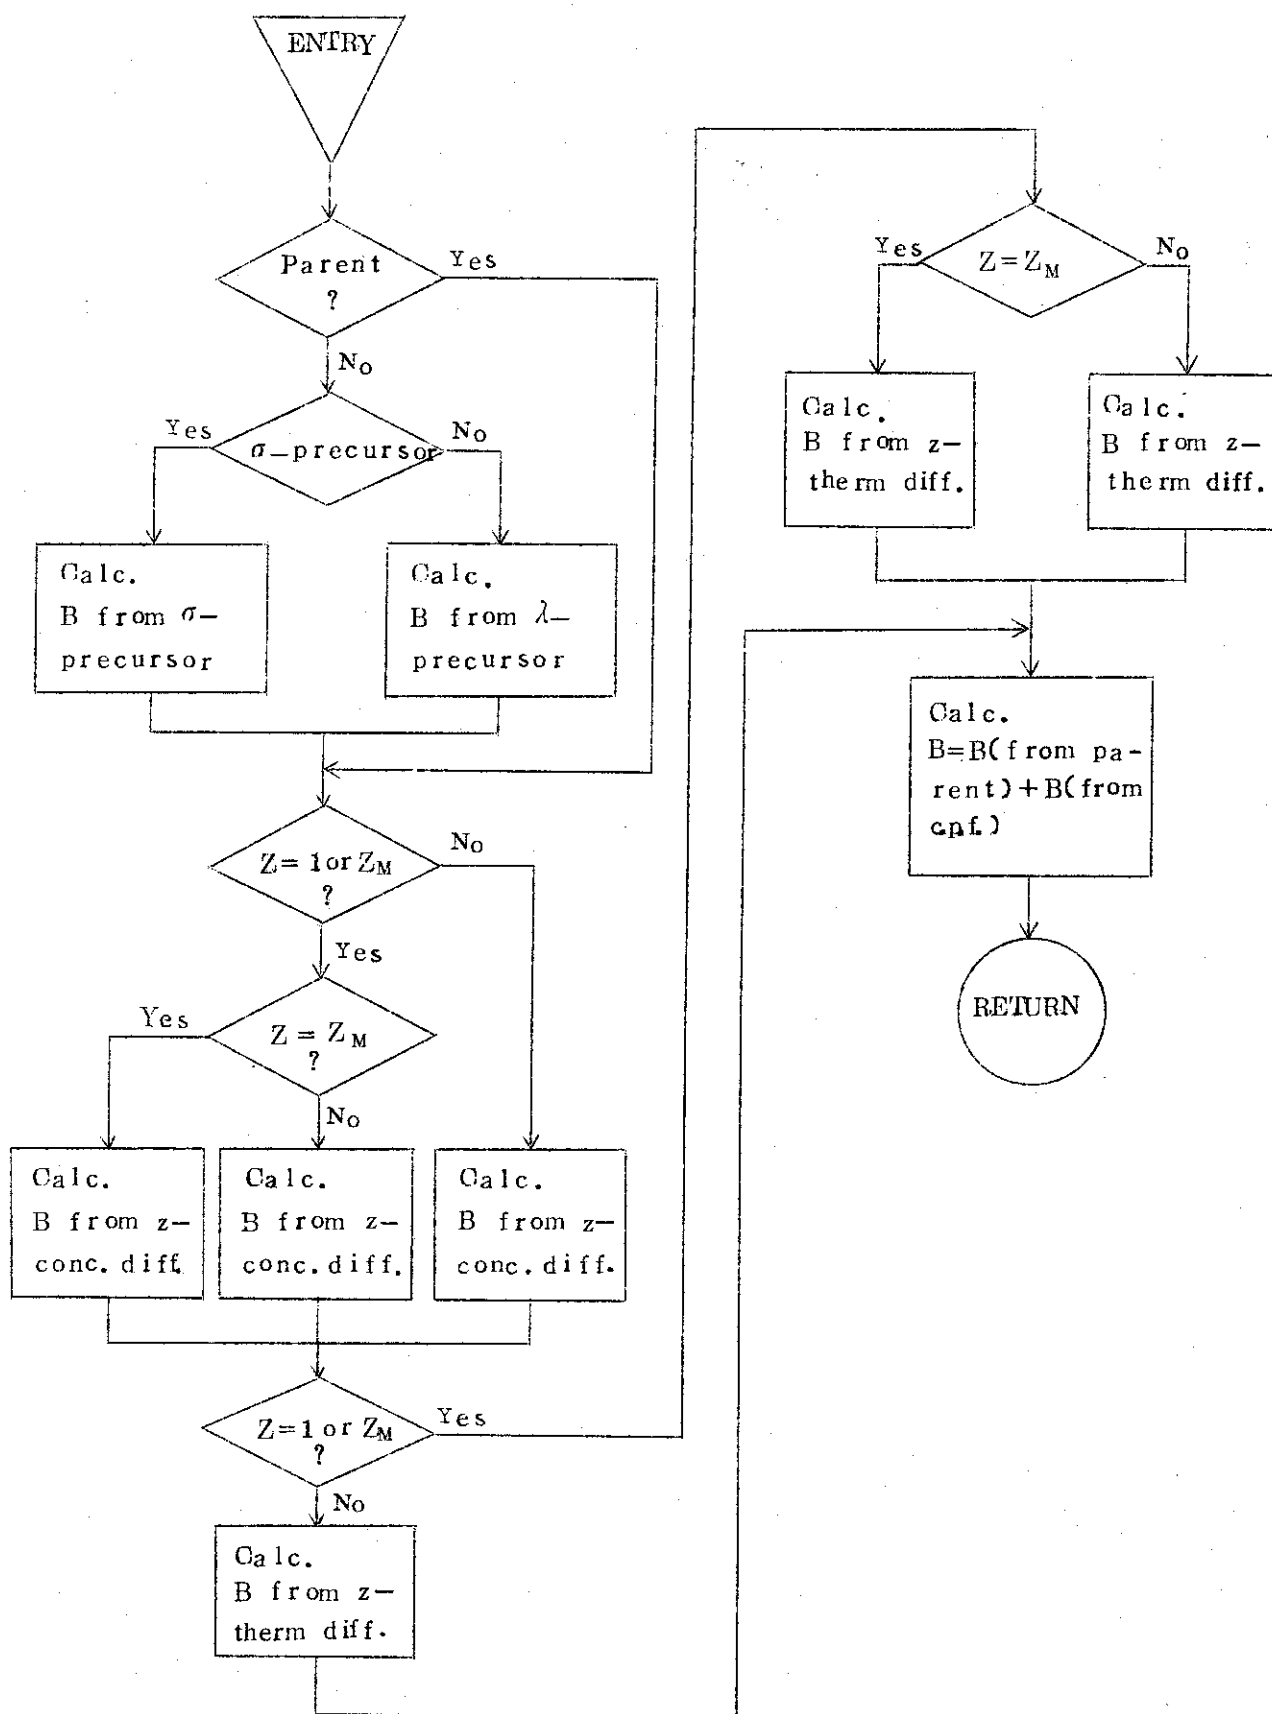 ENTRY
Parent
?
Yes
No
σ—precursor
Yes
No
Calc.
B from σ—
precursor
Calc.
B from λ—
precursor
Z= 1 or ZM
?
No
Yes
Z = ZM
?
Yes
No
Calc.
B from z—
conc. diff.
Calc.
B from z—
conc. diff.
Calc.
B from z—
conc. diff.
Z=1 or ZM
?
Yes
No
Calc.
B from z—
therm diff.
Z=ZM
Yes
No
Calc.
B from z—
therm diff.
Calc.
B from z—
therm diff.
Calc.
B=B(from pa-
rent)+B(from
c.p.f.)
RETURN